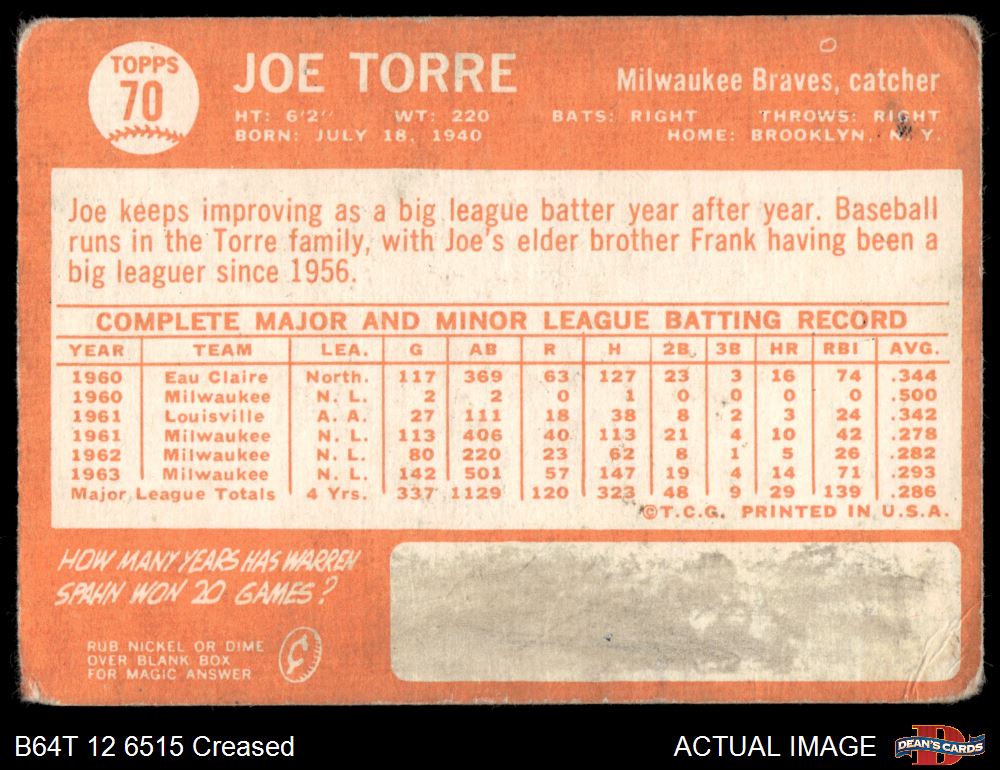 TOPPS
70
JOE TORRE
Milwaukee Braves, catcher
HT: 6'2" WT: 220 BATS: RIGHT THROWS: RIGHT
BORN: JULY 18, 1940 HOME: BROOKLYN, N. Y.
Joe keeps improving as a big league batter year after year. Baseball
runs in the Torre family, with Joe's elder brother Frank having been a
big leaguer since 1956.
COMPLETE MAJOR AND MINOR LEAGUE BATTING RECORD
YEAR TEAM LEA. G AB R H 2B 3B HR RBI AVG.
1960 Eau Claire North. 117 369 63 127 23 3 16 74 .344
1960 Milwaukee N. L. 2 2 0 1 0 0 0 0 .500
1961 Louisville A. A. 27 111 18 38 8 2 3 24 .342
1961 Milwaukee N. L. 113 406 40 113 21 4 10 42 .278
1962 Milwaukee N. L. 80 220 23 62 8 1 5 26 .282
1963 Milwaukee N. L. 142 501 57 147 19 4 14 71 .293
Major League Totals 4 Yrs. 337 1129 120 323 48 9 29 139 .286
©T.C.G. PRINTED IN U.S.A.
HOW MANY YEARS HAS WARREN
SPAHN WON 20 GAMES?
RUB NICKEL OR DIME
OVER BLANK BOX
FOR MAGIC ANSWER
¢
B64T 12 6515 Creased
ACTUAL IMAGE
DEAN'S CARDS